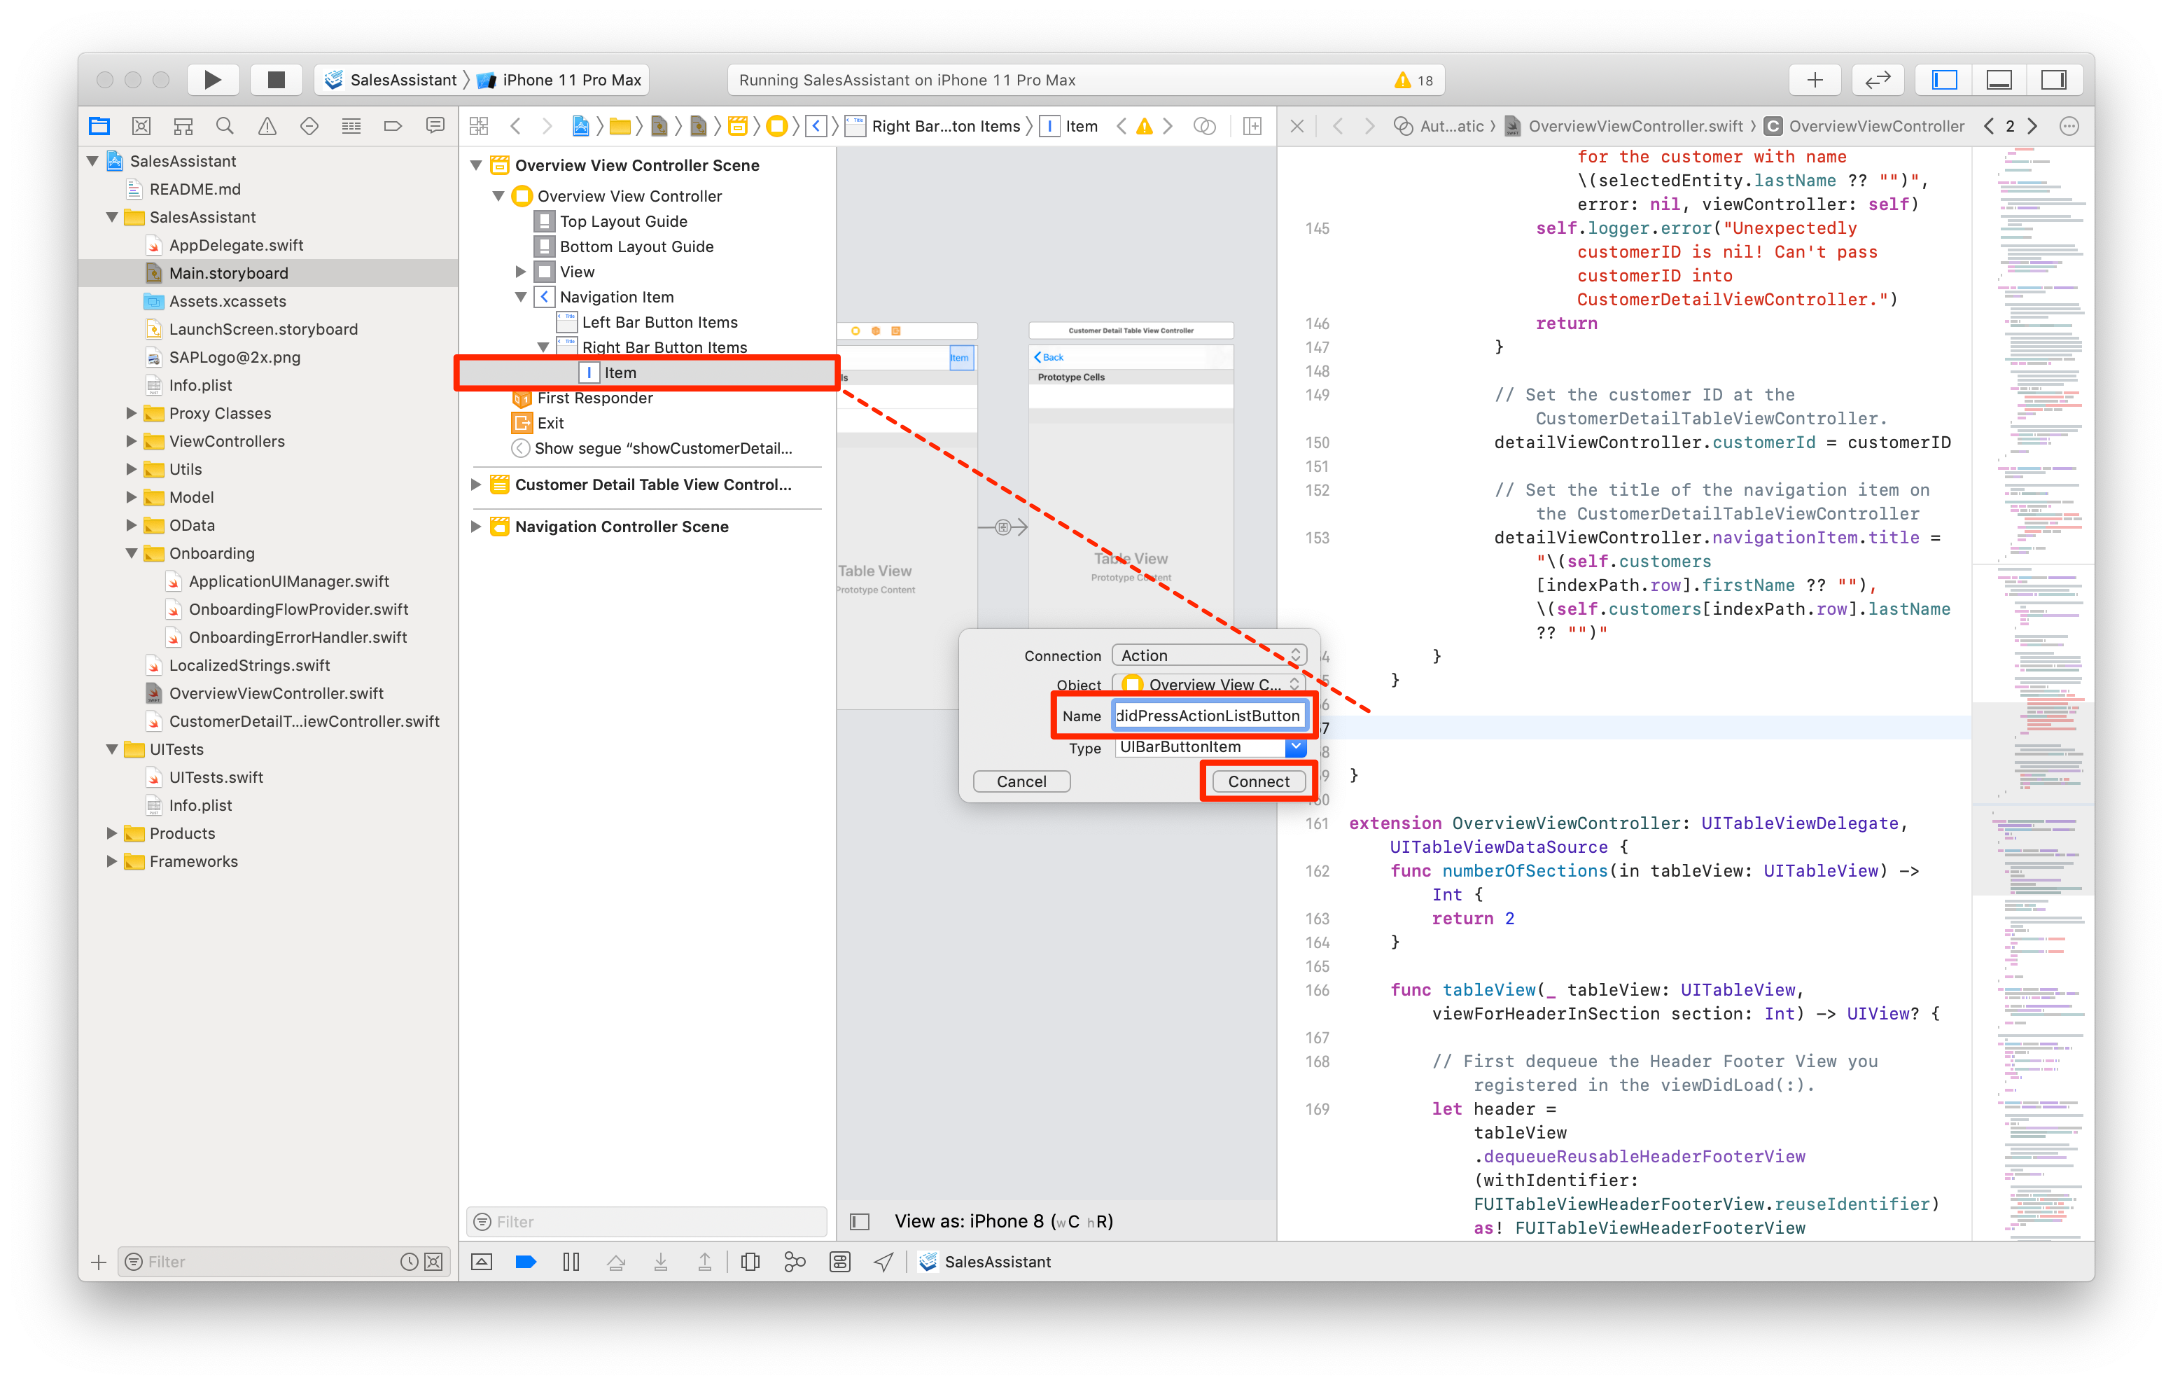 SalesAssistant
iPhone 11 Pro Max
Running SalesAssistant on iPhone 11 Pro Max
18
Right Bar...ton Items
Item
Aut...atic
OverviewViewController.swift
OverviewViewController
2
SalesAssistant
README.md
SalesAssistant
AppDelegate.swift
Main.storyboard
Assets.xcassets
LaunchScreen.storyboard
SAPLogo@2x.png
Info.plist
Proxy Classes
ViewControllers
Utils
Model
OData
Onboarding
ApplicationUIManager.swift
OnboardingFlowProvider.swift
OnboardingErrorHandler.swift
LocalizedStrings.swift
OverviewViewController.swift
CustomerDetailT...iewController.swift
UITests
UITests.swift
Info.plist
Products
Frameworks
Filter
Overview View Controller Scene
Overview View Controller
Top Layout Guide
Bottom Layout Guide
View
Navigation Item
Left Bar Button Items
Right Bar Button Items
Item
First Responder
Exit
Show segue “showCustomerDetail...
Customer Detail Table View Control...
Navigation Controller Scene
Filter
Item
Table View
Prototype Content
Customer Detail Table View Controller
Back
Prototype Cells
Table View
Prototype Content
View as: iPhone 8 (wC hR)
SalesAssistant
Connection Action
Object Overview View C...
Name didPressActionListButton
Type UIBarButtonItem
Cancel Connect
for the customer with name
\(selectedEntity.lastName ?? "")",
error: nil, viewController: self)
145 self.logger.error("Unexpectedly
customerID is nil! Can't pass
customerID into
CustomerDetailViewController.")
146 return
147 }
148
149 // Set the customer ID at the
CustomerDetailTableViewController.
150 detailViewController.customerId = customerID
151
152 // Set the title of the navigation item on
the CustomerDetailTableViewController
153 detailViewController.navigationItem.title =
"\(self.customers
[indexPath.row].firstName ?? ""),
\(self.customers[indexPath.row].lastName
?? "")"
}
}
}
161 extension OverviewViewController: UITableViewDelegate,
UITableViewDataSource {
162 func numberOfSections(in tableView: UITableView) ->
Int {
163 return 2
164 }
165
166 func tableView(_ tableView: UITableView,
viewForHeaderInSection section: Int) -> UIView? {
167
168 // First dequeue the Header Footer View you
registered in the viewDidLoad(:).
169 let header =
tableView
.dequeueReusableHeaderFooterView
(withIdentifier:
FUITableViewHeaderFooterView.reuseIdentifier)
as! FUITableViewHeaderFooterView